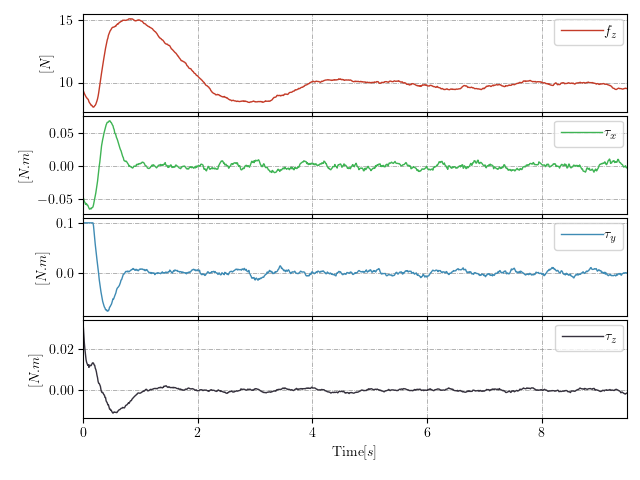 15
10
[N]
f_z
0.05
0.00
−0.05
[N.m]
τ_x
0.1
0.0
[N.m]
τ_y
0.02
0.00
[N.m]
τ_z
0 2 4 6 8
Time[s]